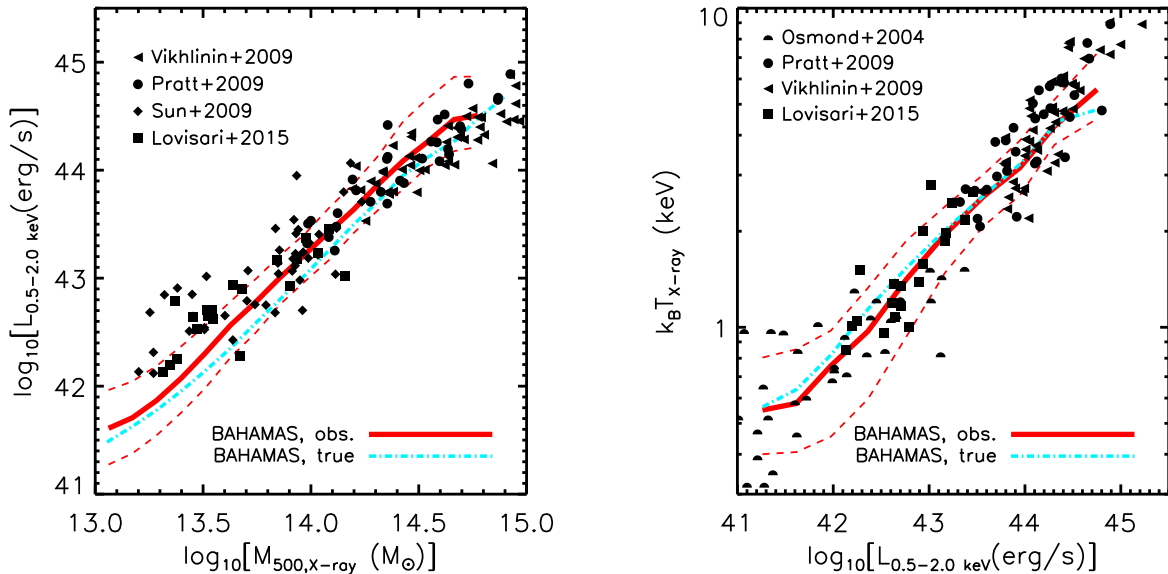 45
44
43
42
41
log10[L0.5−2.0 keV(erg/s)]
Vikhlinin+2009
Pratt+2009
Sun+2009
Lovisari+2015
BAHAMAS, obs.
BAHAMAS, true
13.0 13.5 14.0 14.5 15.0
log10[M500,X−ray (M⊙)]
10
1
kBTX−ray (keV)
Osmond+2004
Pratt+2009
Vikhlinin+2009
Lovisari+2015
BAHAMAS, obs.
BAHAMAS, true
41 42 43 44 45
log10[L0.5−2.0 keV(erg/s)]